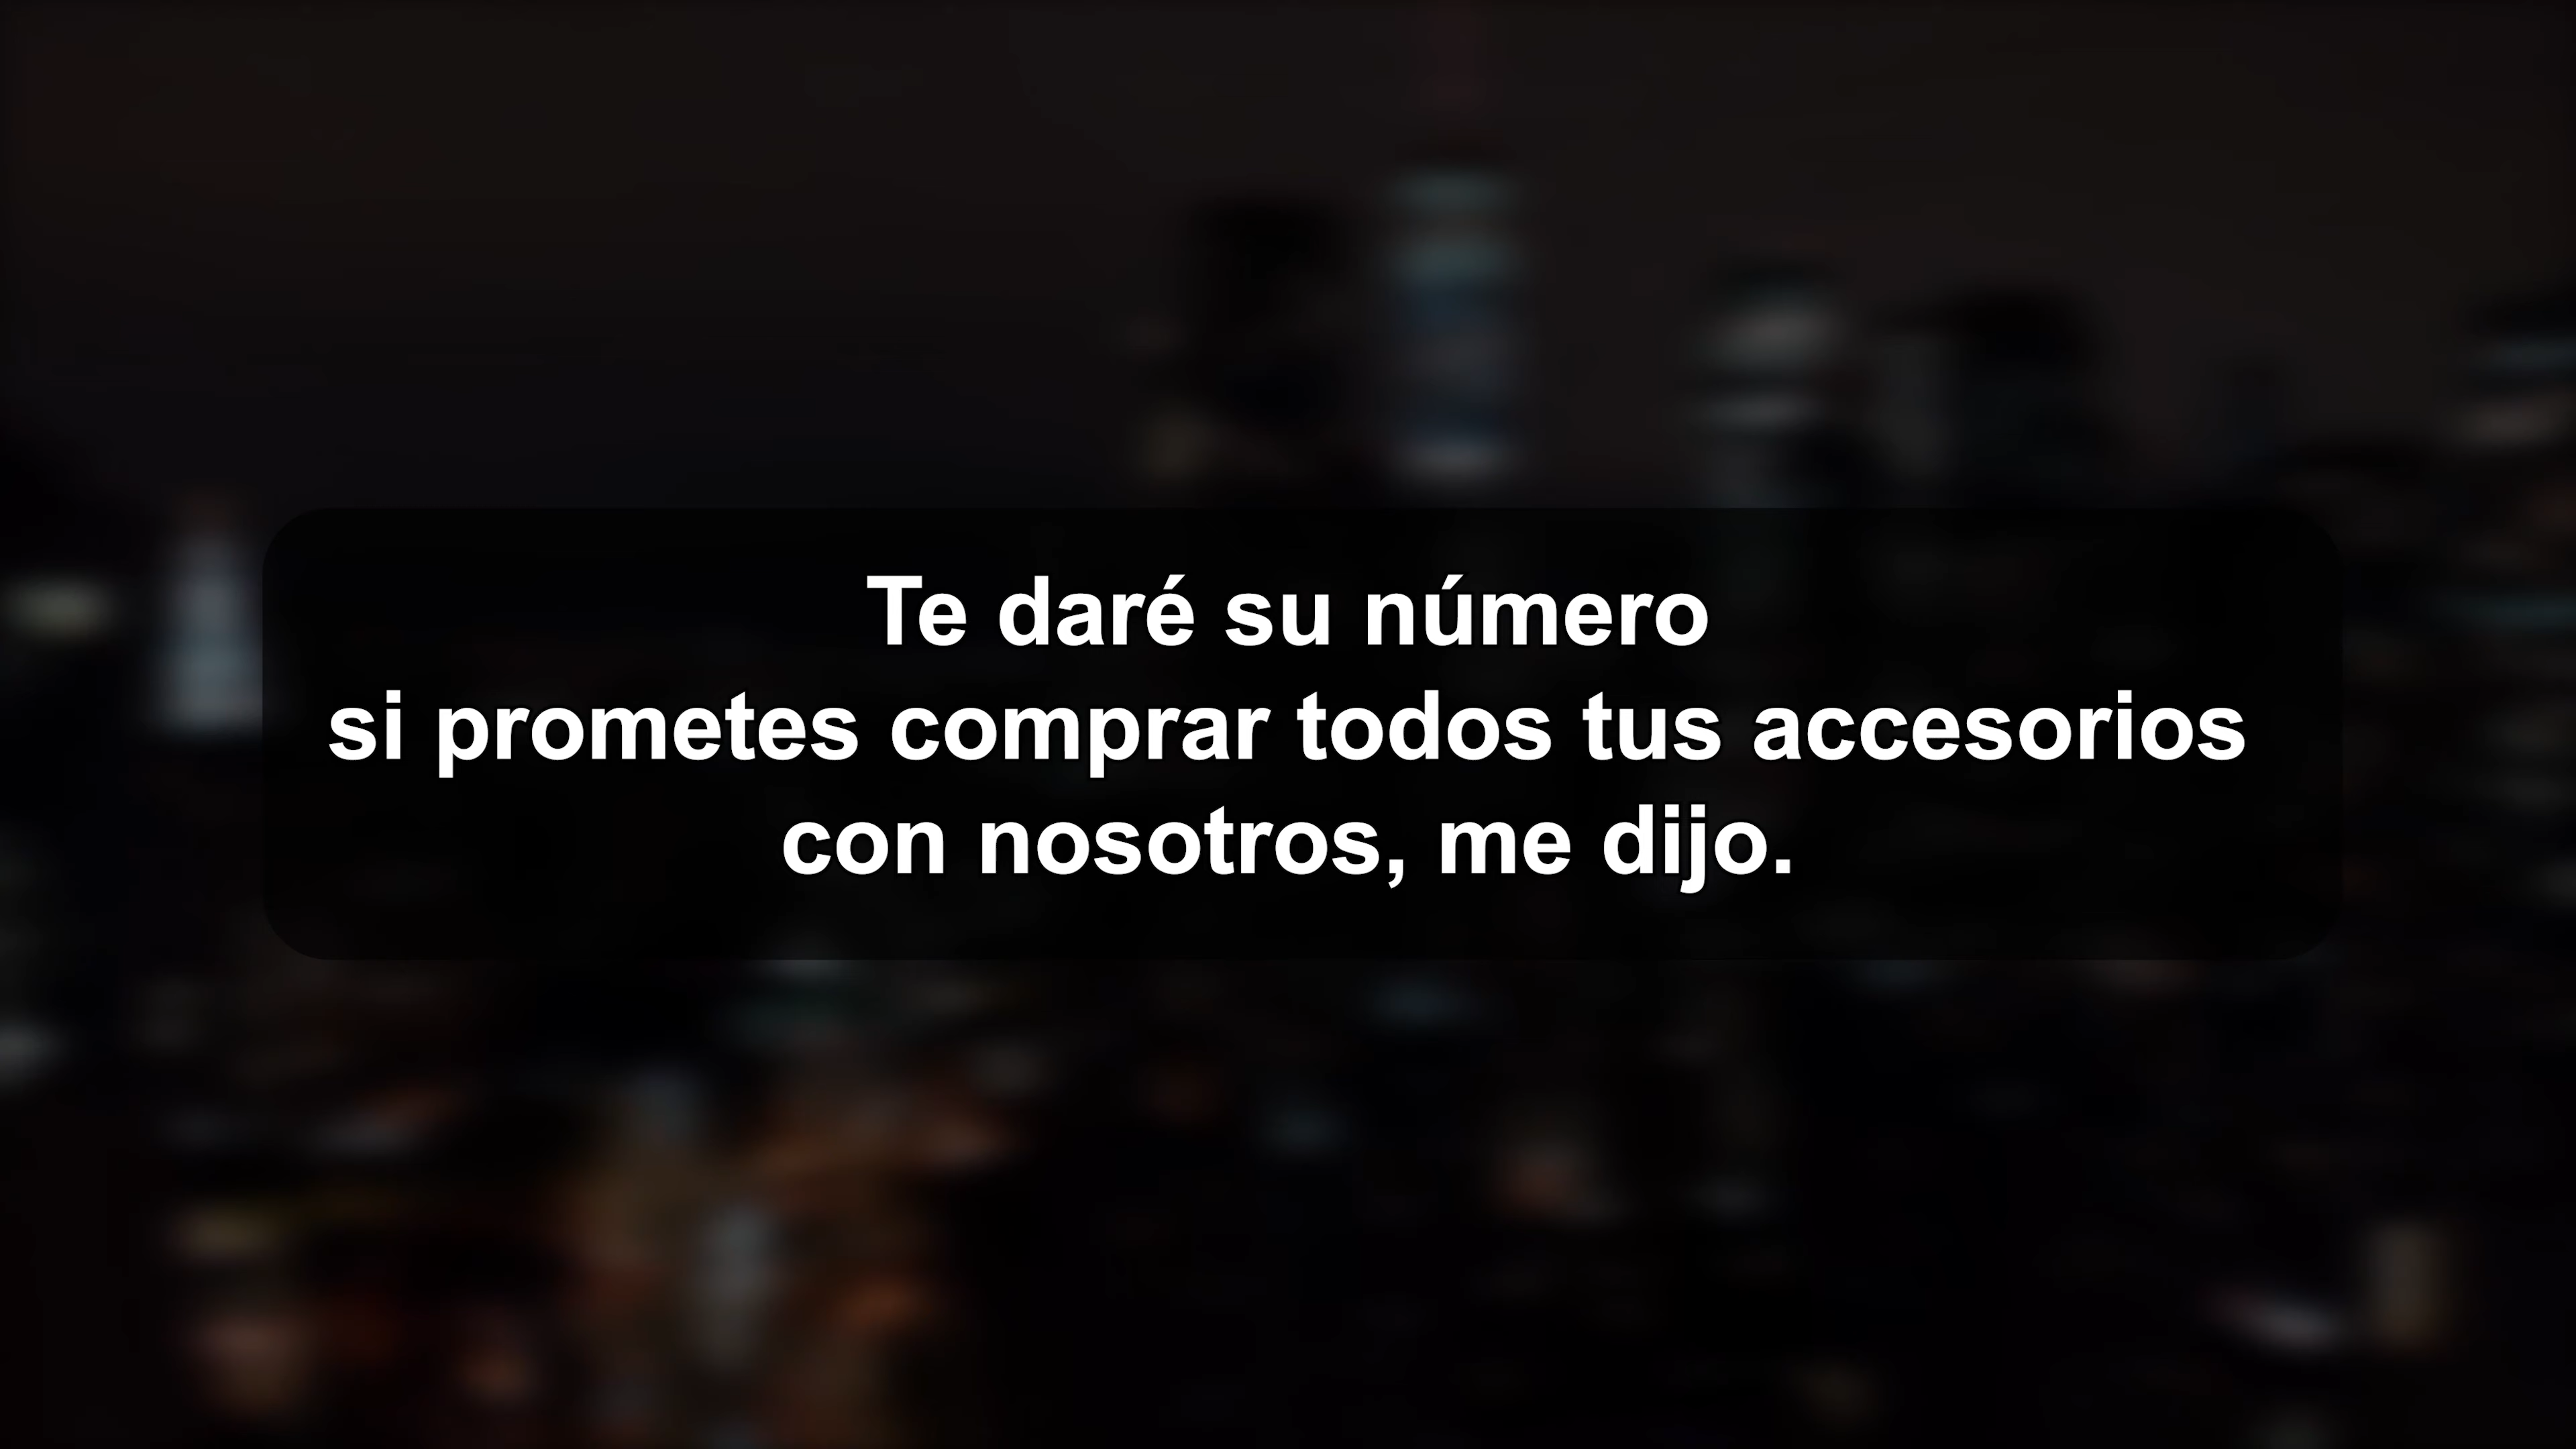 Te daré su número
si prometes comprar todos tus accesorios
con nosotros, me dijo.